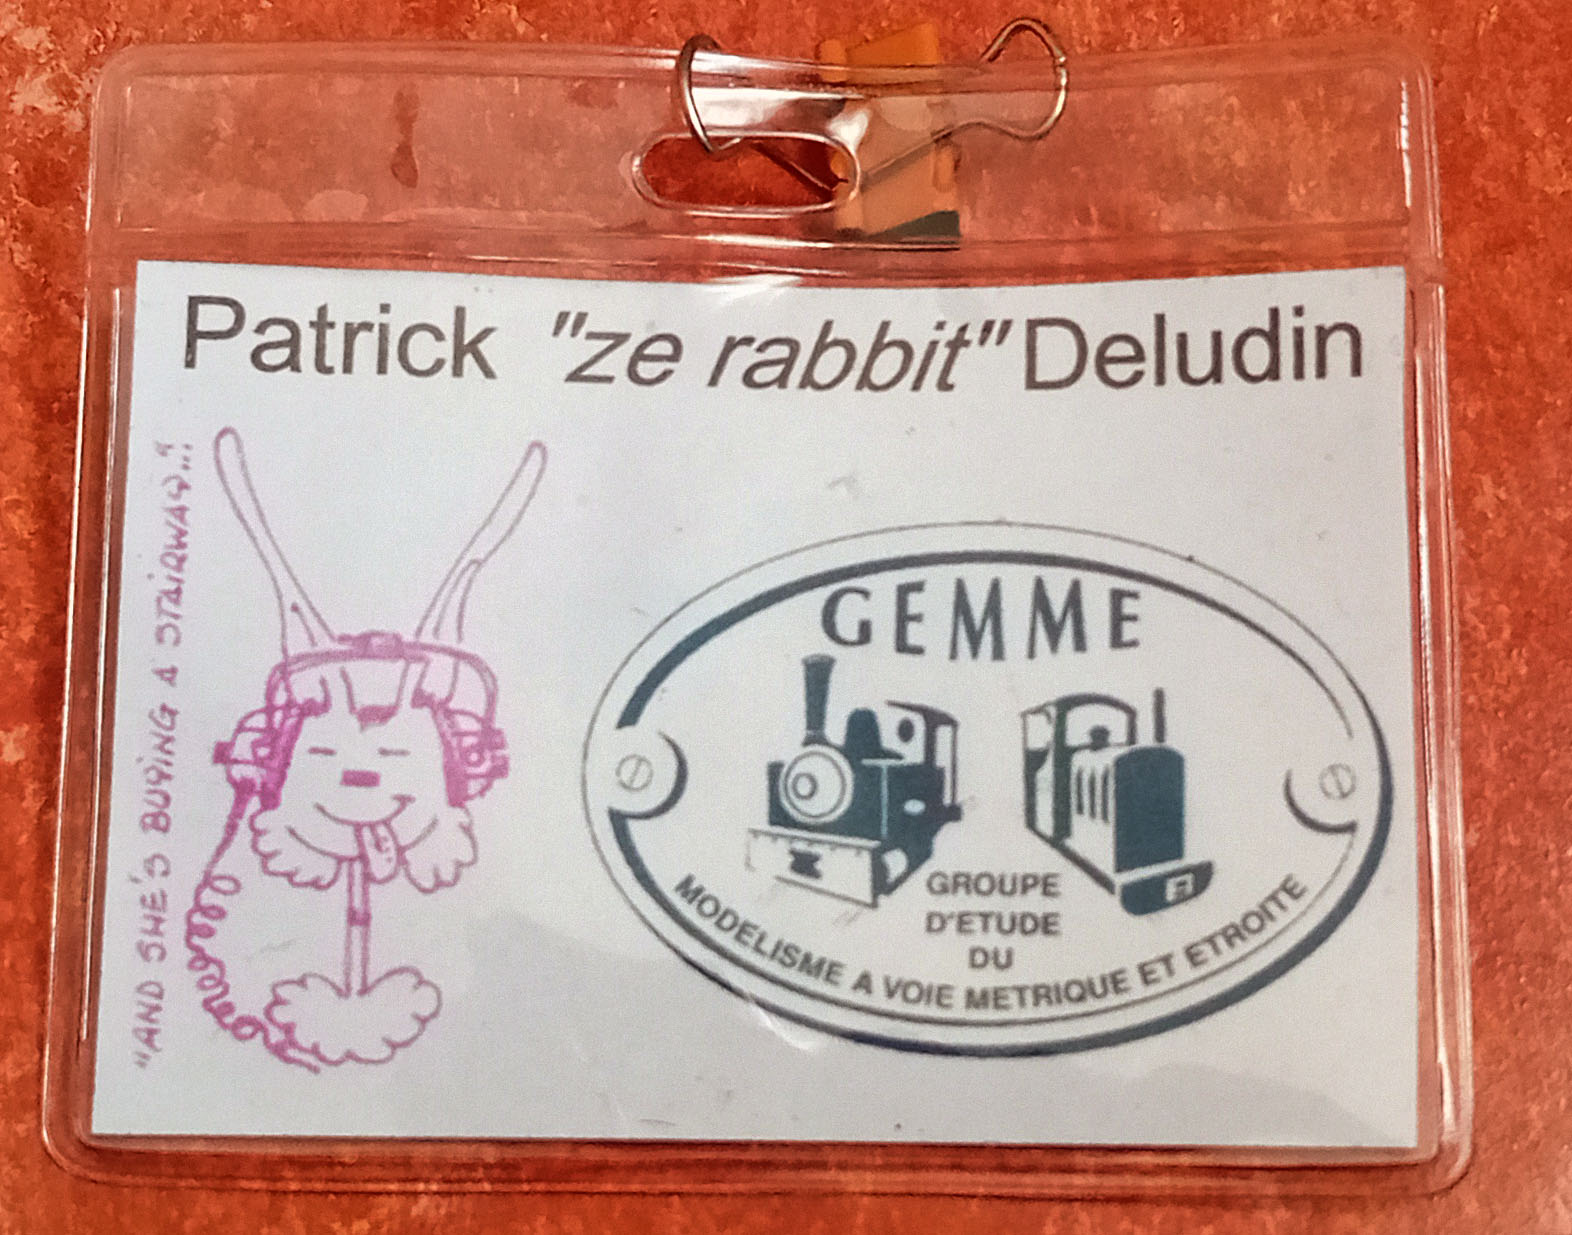 Patrick "ze rabbit" Deludin
"AND SHE'S BUYING A STAIRWAY..."
GEMME
GROUPE
D'ETUDE
DU
MODELISME A VOIE METRIQUE ET ETROITE